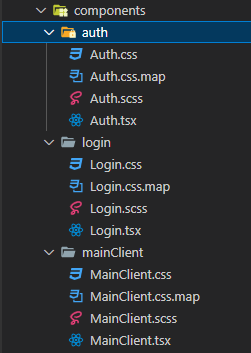 components
auth
Auth.css
Auth.css.map
Auth.scss
Auth.tsx
login
Login.css
Login.css.map
Login.scss
Login.tsx
mainClient
MainClient.css
MainClient.css.map
MainClient.scss
MainClient.tsx